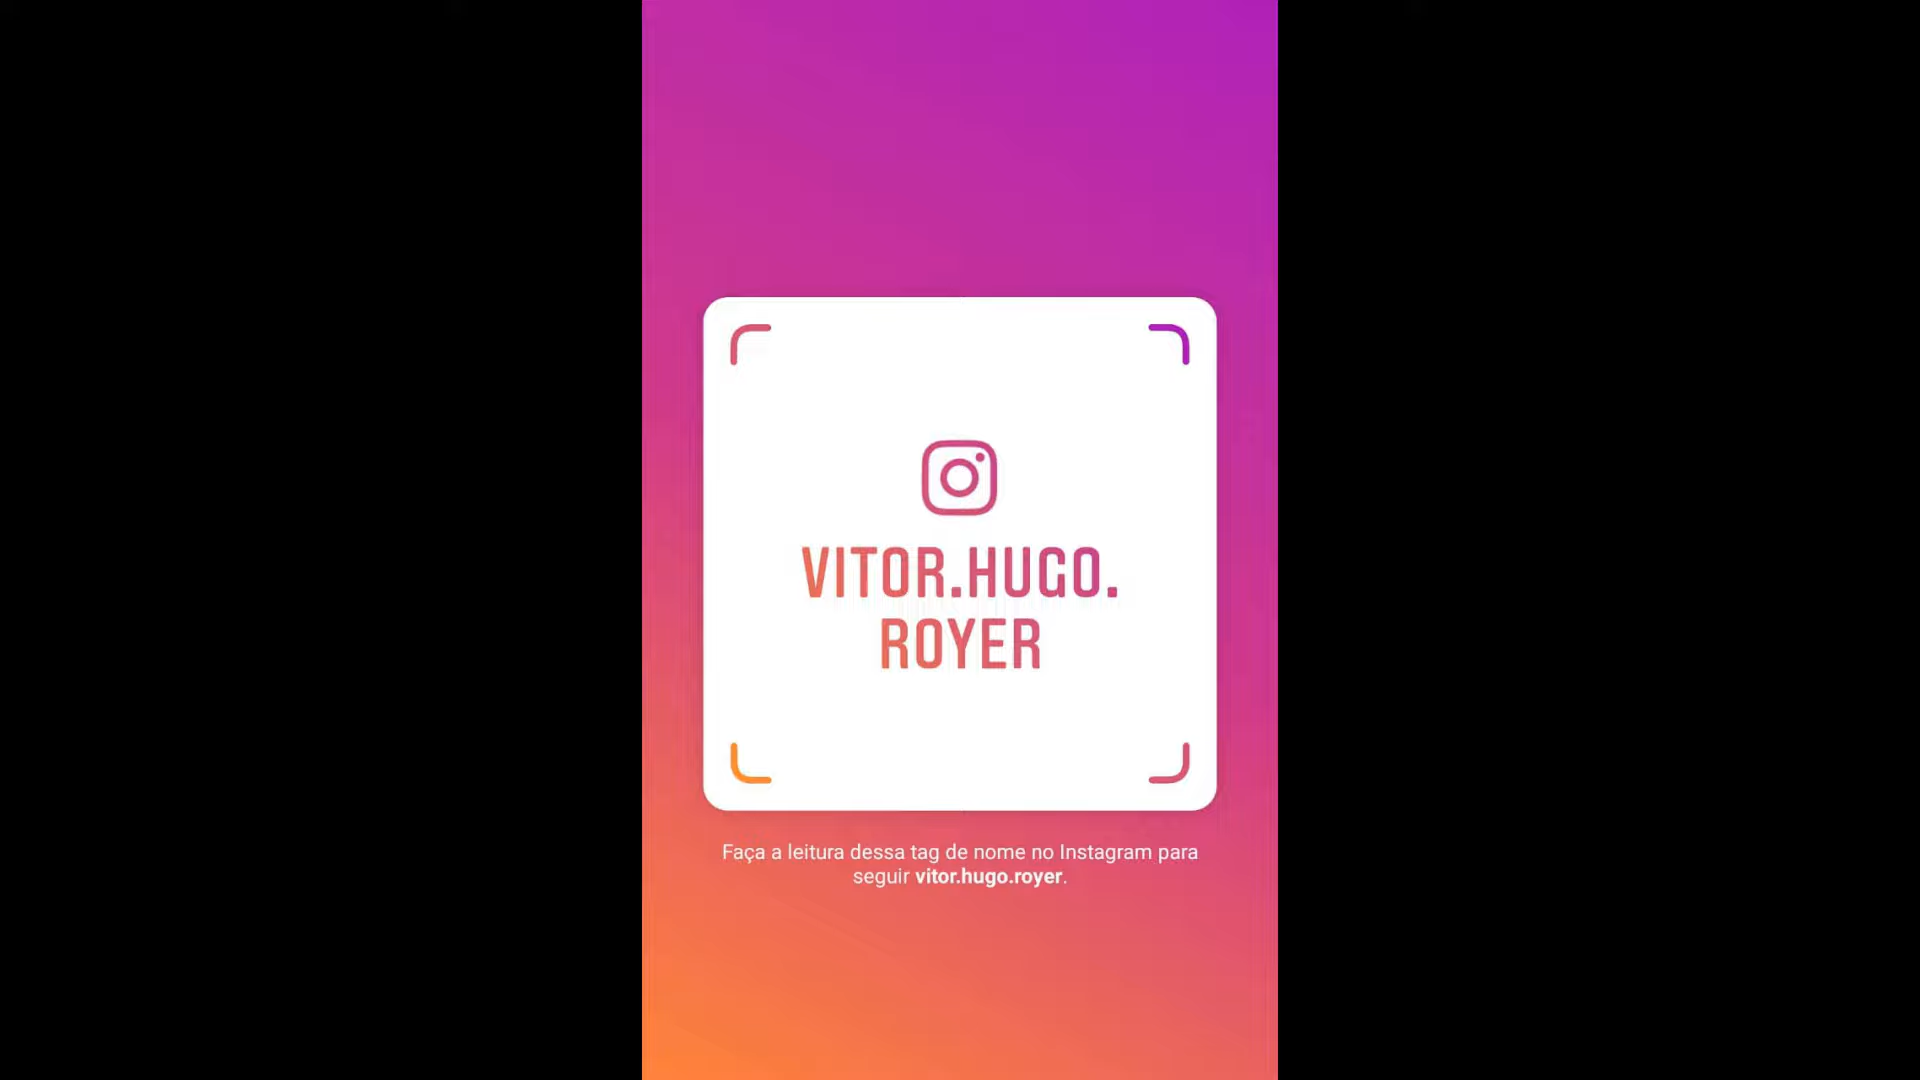 VITOR.HUGO.
ROYER
Faça a leitura dessa tag de nome no Instagram para
seguir vitor.hugo.royer.